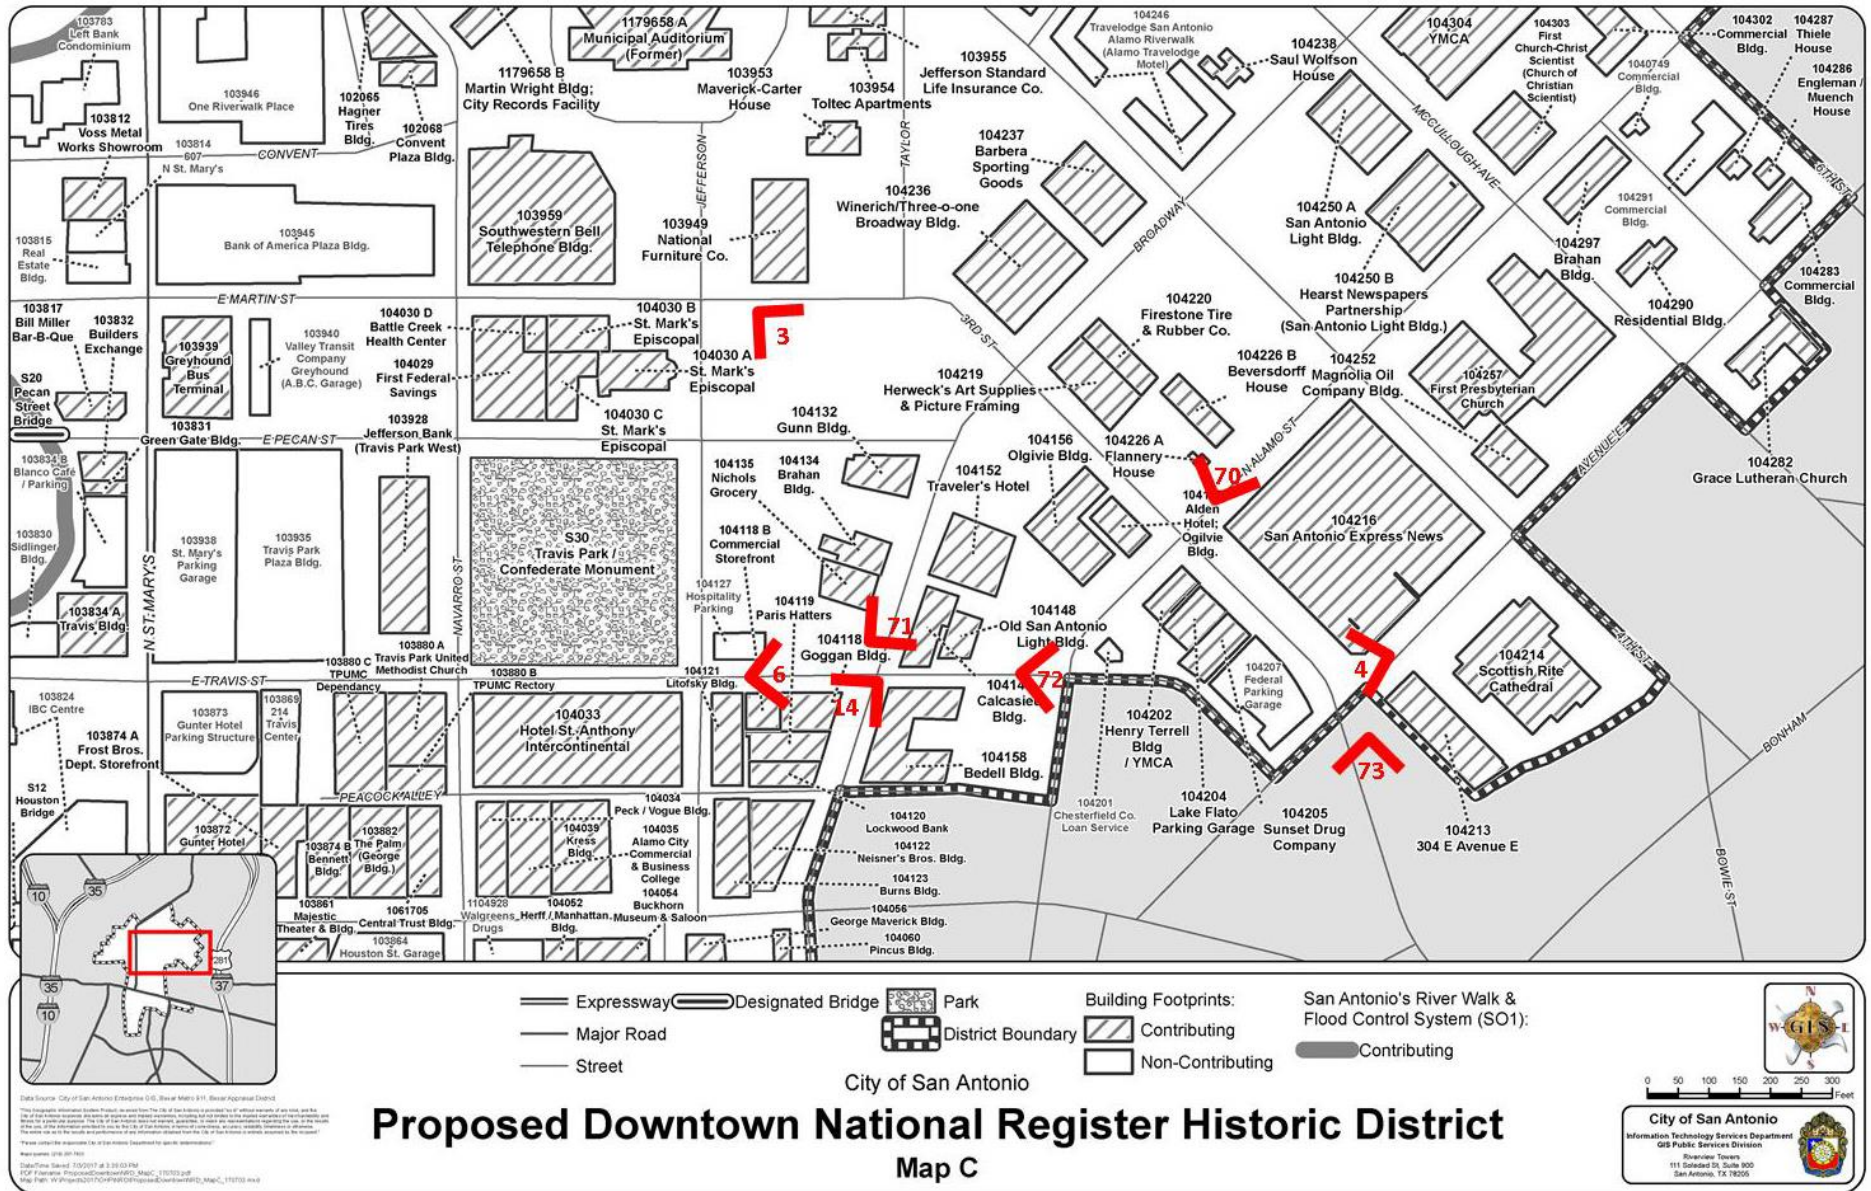 103783
Left Bank
Condominium
103946
One Riverwalk Place
103812
Voss Metal
Works Showroom
103814
607
N St. Mary's
CONVENT
102065
Hagner
Tires
Bldg.
102068
Convent
Plaza Bldg.
1179658 B
Martin Wright Bldg;
City Records Facility
1179658 A
Municipal Auditorium
(Former)
103953
Maverick-Carter
House
103954
Toltec Apartments
103955
Jefferson Standard
Life Insurance Co.
104246
Travelodge San Antonio
Alamo Riverwalk
(Alamo Travelodge
Motel)
104238
Saul Wolfson
House
104304
YMCA
104303
First
Church-Christ
Scientist
(Church of
Christian
Scientist)
1040749
Commercial
Bldg.
104302
Commercial
Bldg.
104287
Thiele
House
104286
Engleman /
Muench
House
103815
Real
Estate
Bldg.
103945
Bank of America Plaza Bldg.
103959
Southwestern Bell
Telephone Bldg.
JEFFERSON
TAYLOR
103949
National
Furniture Co.
104237
Barbera
Sporting
Goods
104236
Winerich/Three-o-one
Broadway Bldg.
BROADWAY
MCCULLOUGH AVE
6TH ST
104250 A
San Antonio
Light Bldg.
104250 B
Hearst Newspapers
Partnership
(San Antonio Light Bldg.)
104291
Commercial
Bldg.
104297
Brahan
Bldg.
104290
Residential Bldg.
104283
Commercial
Bldg.
E MARTIN ST
103817
Bill Miller
Bar-B-Que
103832
Builders
Exchange
103939
Greyhound
Bus
Terminal
103940
Valley Transit
Company
Greyhound
(A.B.C. Garage)
104030 D
Battle Creek
Health Center
104029
First Federal
Savings
104030 B
St. Mark's
Episcopal
104030 A
St. Mark's
Episcopal
104030 C
St. Mark's
Episcopal
3
3RD ST
104220
Firestone Tire
& Rubber Co.
104219
Herweck's Art Supplies
& Picture Framing
104226 B
Beversdorff
House
104252
Magnolia Oil
Company Bldg.
104257
First Presbyterian
Church
AVENUE E
104282
Grace Lutheran Church
S20
Pecan
Street
Bridge
103831
Green Gate Bldg.
E PECAN ST
103928
Jefferson Bank
(Travis Park West)
103834 B
Blanco Café
/ Parking
103830
Sidlinger
Bldg.
103938
St. Mary's
Parking
Garage
103935
Travis Park
Plaza Bldg.
S30
Travis Park /
Confederate Monument
104132
Gunn Bldg.
104135
Nichols
Grocery
104134
Brahan
Bldg.
104118 B
Commercial
Storefront
104127
Hospitality
Parking
104119
Paris Hatters
104118
Goggan Bldg.
104152
Traveler's Hotel
104156
Olgivie Bldg.
104226 A
Flannery
House
70
N ALAMO ST
Alden
Hotel;
Ogilvie
Bldg.
104216
San Antonio Express News
71
104148
Old San Antonio
Light Bldg.
72
Bldg.
N ST. MARY'S
NAVARRO ST
103834 A
Travis Bldg.
103824
IBC Centre
E TRAVIS ST
103873
Gunter Hotel
Parking Structure
103869
214
Travis
Center
103880 C
TPUMC
Dependancy
103880 A
Travis Park United
Methodist Church
103880 B
TPUMC Rectory
104033
Hotel St. Anthony
Intercontinental
104121
Litofsky Bldg.
6
14
104158
Bedell Bldg.
104201
Chesterfield Co.
Loan Service
104202
Henry Terrell
Bldg
/ YMCA
104204
Lake Flato
Parking Garage
104207
Federal
Parking
Garage
104205
Sunset Drug
Company
4
73
104214
Scottish Rite
Cathedral
4TH ST
104213
304 E Avenue E
BONHAM
BOWIE ST
103874 A
Frost Bros.
Dept. Storefront
S12
Houston
Bridge
PEACOCK ALLEY
103872
Gunter Hotel
103874 B
Bennett
Bldg.
103882
The Palm
(George
Bldg.)
103861
Majestic
Theater & Bldg.
1061705
Central Trust Bldg.
103864
Houston St. Garage
104034
Peck / Vogue Bldg.
104039
Kress
Bldg.
104035
Alamo City
Commercial
& Business
College
104054
Buckhorn
Museum & Saloon
1104928
Walgreens
Drugs
104052
Herff / Manhattan
Bldg.
104120
Lockwood Bank
104122
Neisner's Bros. Bldg.
104123
Burns Bldg.
104056
George Maverick Bldg.
104060
Pincus Bldg.
10
35
281
35
37
10
Expressway
Designated Bridge
Park
Major Road
District Boundary
Street
Building Footprints:
Contributing
Non-Contributing
San Antonio's River Walk &
Flood Control System (SO1):
Contributing
N
W GIS E
S
0 50 100 150 200 250 300
Feet
City of San Antonio
Proposed Downtown National Register Historic District
Map C
City of San Antonio
Information Technology Services Department
GIS Public Services Division
Riverview Towers
111 Soledad St, Suite 900
San Antonio, TX 78205
Data Source: City of San Antonio Enterprise GIS, Bexar Metro 911, Bexar Appraisal District